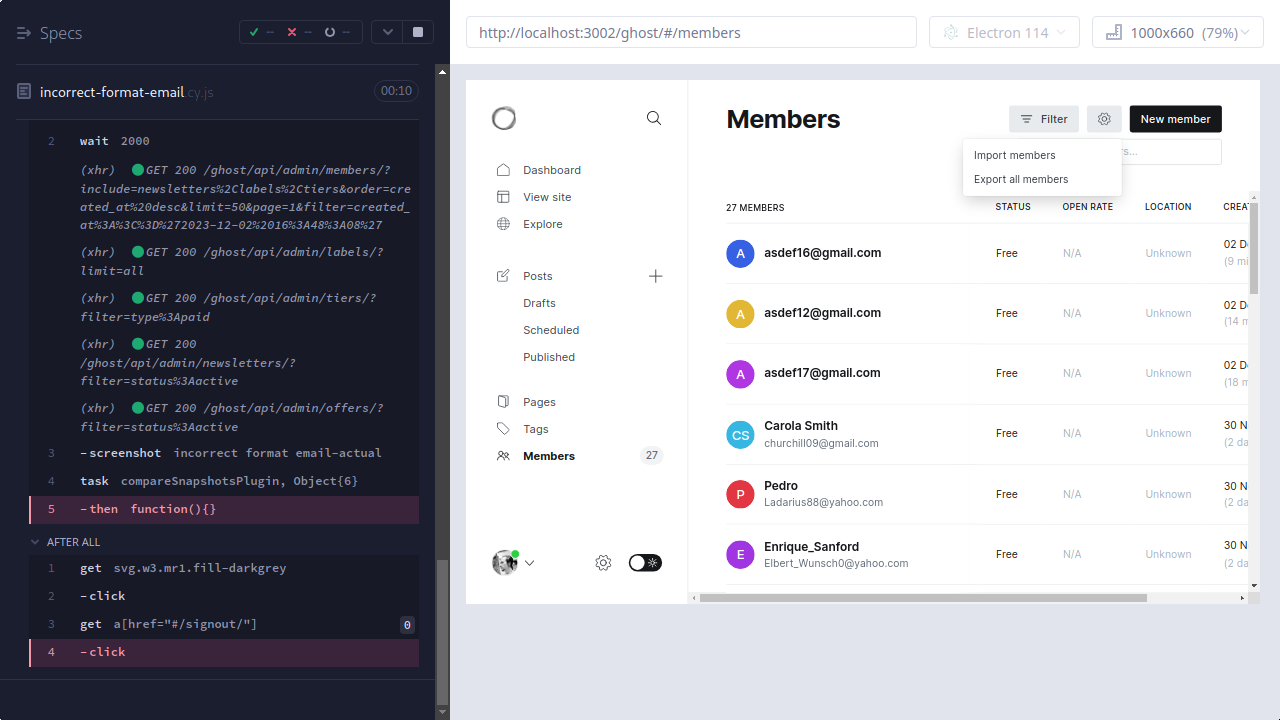 Specs
--
--
--
incorrect-format-email.cy.js
00:10
2 wait 2000
(xhr) GET 200 /ghost/api/admin/members/?
include=newsletters%2Clabels%2Ctiers&order=cre
ated_at%20desc&limit=50&page=1&filter=created_
at%3A%3C%3D%272023-12-02%2016%3A48%3A08%27
(xhr) GET 200 /ghost/api/admin/labels/?
limit=all
(xhr) GET 200 /ghost/api/admin/tiers/?
filter=type%3Apaid
(xhr) GET 200
/ghost/api/admin/newsletters/?
filter=status%3Aactive
(xhr) GET 200 /ghost/api/admin/offers/?
filter=status%3Aactive
3 -screenshot incorrect format email-actual
4 task compareSnapshotsPlugin, Object{6}
5 -then function(){}
AFTER ALL
1 get svg.w3.mr1.fill-darkgrey
2 -click
3 get a[href="#/signout/"] 0
4 -click
http://localhost:3002/ghost/#/members
Electron 114
1000x660 (79%)
Dashboard
View site
Explore
Posts
Drafts
Scheduled
Published
Pages
Tags
Members 27
Members
Filter
New member
Import members
Export all members
s...
27 MEMBERS STATUS OPEN RATE LOCATION CREA
A asdef16@gmail.com Free N/A Unknown 02 D
(9 mi
A asdef12@gmail.com Free N/A Unknown 02 D
(14 m
A asdef17@gmail.com Free N/A Unknown 02 D
(18 m
CS Carola Smith
churchill09@gmail.com Free N/A Unknown 30 N
(2 da
P Pedro
Ladarius88@yahoo.com Free N/A Unknown 30 N
(2 da
E Enrique_Sanford
Elbert_Wunsch0@yahoo.com Free N/A Unknown 30 N
(2 da